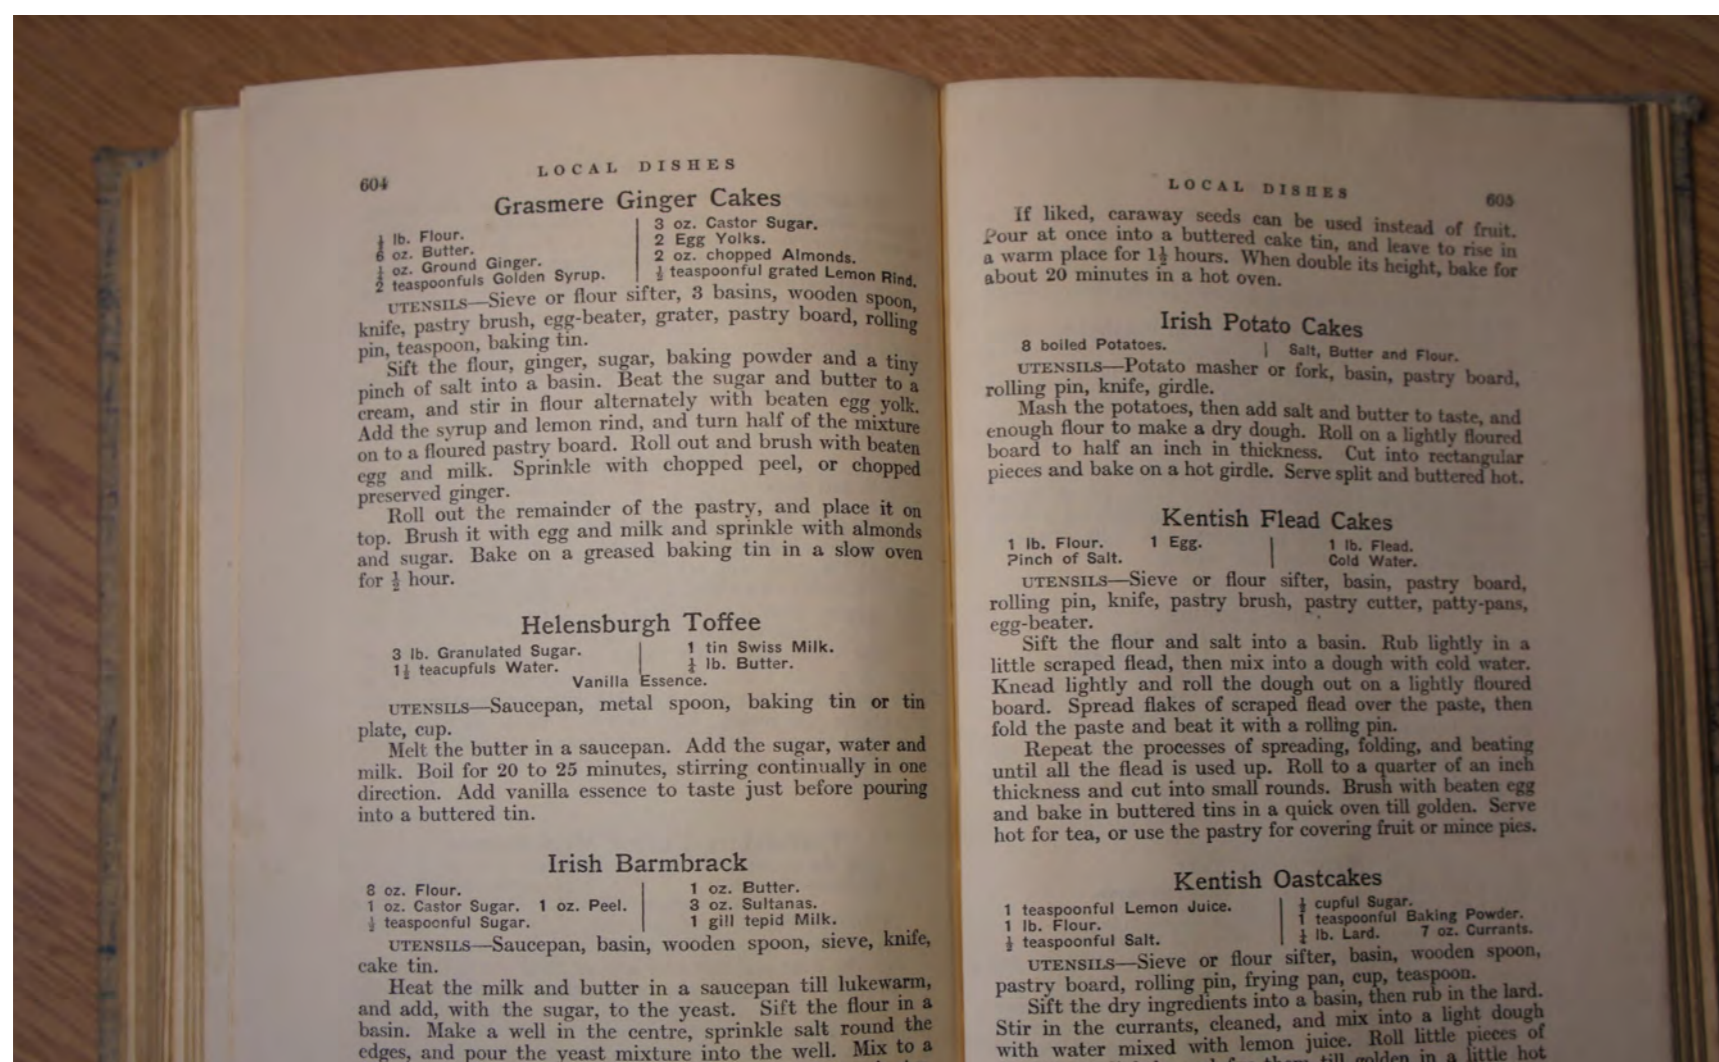 604
LOCAL DISHES
Grasmere Ginger Cakes
½ lb. Flour.
6 oz. Butter.
oz. Ground Ginger.
2 teaspoonfuls Golden Syrup.
3 oz. Castor Sugar.
2 Egg Yolks.
2 oz. chopped Almonds.
½ teaspoonful grated Lemon Rind.
UTENSILS—Sieve or flour sifter, 3 basins, wooden spoon,
knife, pastry brush, egg-beater, grater, pastry board, rolling
pin, teaspoon, baking tin.
Sift the flour, ginger, sugar, baking powder and a tiny
pinch of salt into a basin. Beat the sugar and butter to a
cream, and stir in flour alternately with beaten egg yolk.
Add the syrup and lemon rind, and turn half of the mixture
on to a floured pastry board. Roll out and brush with beaten
egg and milk. Sprinkle with chopped peel, or chopped
preserved ginger.
Roll out the remainder of the pastry, and place it on
top. Brush it with egg and milk and sprinkle with almonds
and sugar. Bake on a greased baking tin in a slow oven
for ½ hour.
Helensburgh Toffee
3 lb. Granulated Sugar.
1½ teacupfuls Water.
1 tin Swiss Milk.
lb. Butter.
Vanilla Essence.
UTENSILS—Saucepan, metal spoon, baking tin or tin
plate, cup.
Melt the butter in a saucepan. Add the sugar, water and
milk. Boil for 20 to 25 minutes, stirring continually in one
direction. Add vanilla essence to taste just before pouring
into a buttered tin.
Irish Barmbrack
8 oz. Flour.
1 oz. Castor Sugar. 1 oz. Peel.
½ teaspoonful Sugar.
1 oz. Butter.
3 oz. Sultanas.
1 gill tepid Milk.
UTENSILS—Saucepan, basin, wooden spoon, sieve, knife,
cake tin.
Heat the milk and butter in a saucepan till lukewarm,
and add, with the sugar, to the yeast. Sift the flour in a
basin. Make a well in the centre, sprinkle salt round the
edges, and pour the yeast mixture into the well. Mix to a
LOCAL DISHES
605
If liked, caraway seeds can be used instead of fruit.
Pour at once into a buttered cake tin, and leave to rise in
a warm place for 1½ hours. When double its height, bake for
about 20 minutes in a hot oven.
Irish Potato Cakes
8 boiled Potatoes.
Salt, Butter and Flour.
UTENSILS—Potato masher or fork, basin, pastry board,
rolling pin, knife, girdle.
Mash the potatoes, then add salt and butter to taste, and
enough flour to make a dry dough. Roll on a lightly floured
board to half an inch in thickness. Cut into rectangular
pieces and bake on a hot girdle. Serve split and buttered hot.
Kentish Flead Cakes
1 lb. Flour. 1 Egg.
Pinch of Salt.
1 lb. Flead.
Cold Water.
UTENSILS—Sieve or flour sifter, basin, pastry board,
rolling pin, knife, pastry brush, pastry cutter, patty-pans,
egg-beater.
Sift the flour and salt into a basin. Rub lightly in a
little scraped flead, then mix into a dough with cold water.
Knead lightly and roll the dough out on a lightly floured
board. Spread flakes of scraped flead over the paste, then
fold the paste and beat it with a rolling pin.
Repeat the processes of spreading, folding, and beating
until all the flead is used up. Roll to a quarter of an inch
thickness and cut into small rounds. Brush with beaten egg
and bake in buttered tins in a quick oven till golden. Serve
hot for tea, or use the pastry for covering fruit or mince pies.
Kentish Oastcakes
1 teaspoonful Lemon Juice.
1 lb. Flour.
½ teaspoonful Salt.
cupful Sugar.
1 teaspoonful Baking Powder.
lb. Lard. 7 oz. Currants.
UTENSILS—Sieve or flour sifter, basin, wooden spoon,
pastry board, rolling pin, frying pan, cup, teaspoon.
Sift the dry ingredients into a basin, then rub in the lard.
Stir in the currants, cleaned, and mix into a light dough
with water mixed with lemon juice. Roll little pieces of
till golden in a little hot